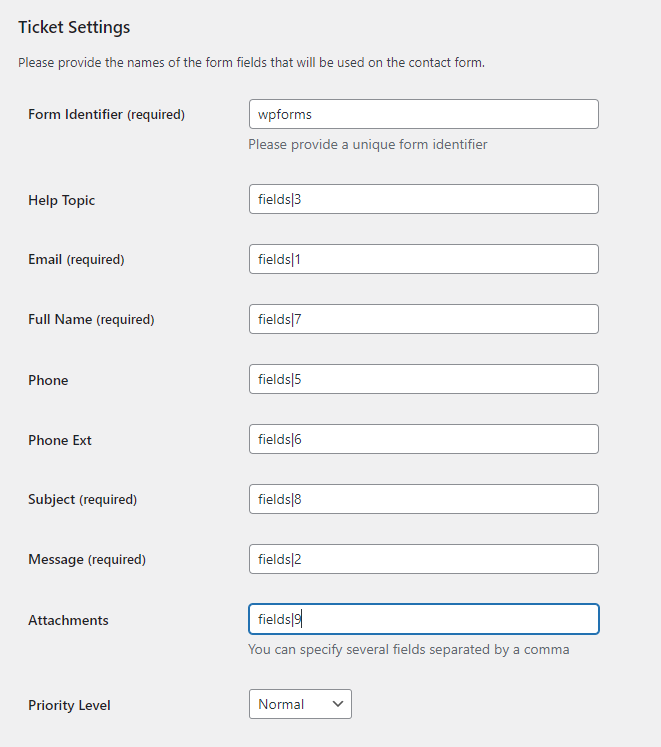 Ticket Settings
Please provide the names of the form fields that will be used on the contact form.
Form Identifier (required)
wpforms
Please provide a unique form identifier
Help Topic
fields|3
Email (required)
fields|1
Full Name (required)
fields|7
Phone
fields|5
Phone Ext
fields|6
Subject (required)
fields|8
Message (required)
fields|2
Attachments
fields|9
You can specify several fields separated by a comma
Priority Level
Normal